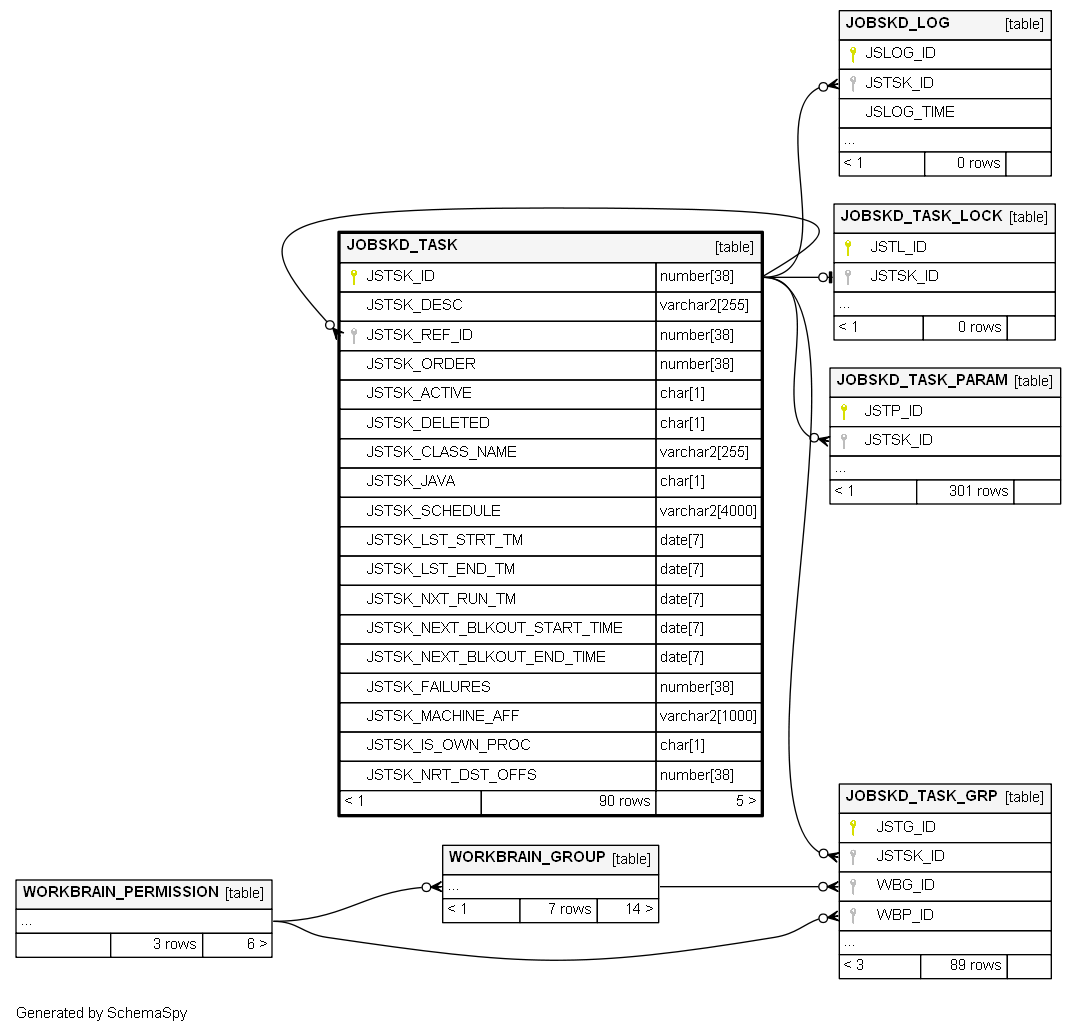 JOBSKD_LOG [table]
JSLOG_ID
JSTSK_ID
JSLOG_TIME
...
< 1 0 rows
JOBSKD_TASK_LOCK [table]
JSTL_ID
JSTSK_ID
...
< 1 0 rows
JOBSKD_TASK [table]
JSTSK_ID number[38]
JSTSK_DESC varchar2[255]
JSTSK_REF_ID number[38]
JSTSK_ORDER number[38]
JSTSK_ACTIVE char[1]
JSTSK_DELETED char[1]
JSTSK_CLASS_NAME varchar2[255]
JSTSK_JAVA char[1]
JSTSK_SCHEDULE varchar2[4000]
JSTSK_LST_STRT_TM date[7]
JSTSK_LST_END_TM date[7]
JSTSK_NXT_RUN_TM date[7]
JSTSK_NEXT_BLKOUT_START_TIME date[7]
JSTSK_NEXT_BLKOUT_END_TIME date[7]
JSTSK_FAILURES number[38]
JSTSK_MACHINE_AFF varchar2[1000]
JSTSK_IS_OWN_PROC char[1]
JSTSK_NRT_DST_OFFS number[38]
< 1 90 rows 5 >
JOBSKD_TASK_PARAM [table]
JSTP_ID
JSTSK_ID
...
< 1 301 rows
JOBSKD_TASK_GRP [table]
JSTG_ID
JSTSK_ID
WBG_ID
WBP_ID
...
< 3 89 rows
WORKBRAIN_GROUP [table]
...
< 1 7 rows 14 >
WORKBRAIN_PERMISSION [table]
...
3 rows 6 >
Generated by SchemaSpy